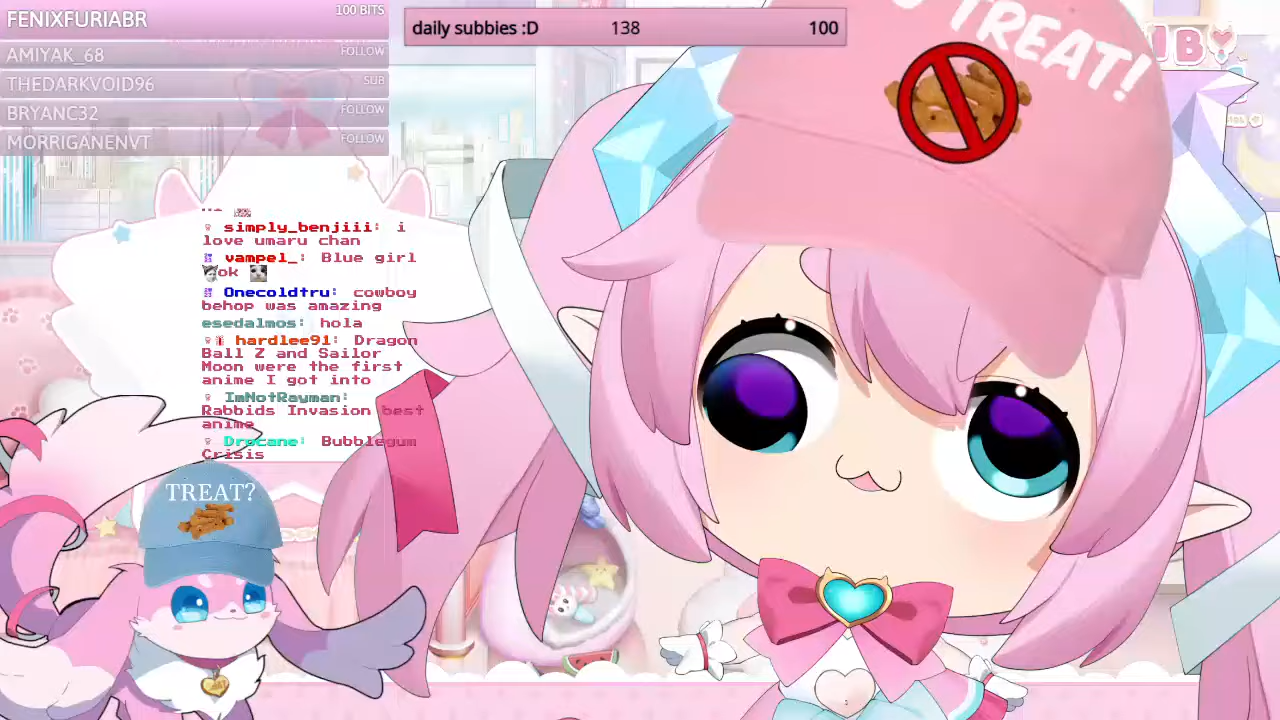 FENIXFURIABR 100 BITS
AMIYAK_68 FOLLOW
THEDARKVOID96 SUB
BRYANC32 FOLLOW
MORRIGANENVT FOLLOW
daily subbies :D 138 100
TREAT!
simply_benjiii: i
love umaru chan
vampel_: Blue girl
ok
Onecoldtru: cowboy
behop was amazing
esedalmos: hola
hardlee91: Dragon
Ball Z and Sailor
Moon were the first
anime I got into
ImNotRayman:
Rabbids Invasion best
anime
Drocane: Bubblegum
Crisis
TREAT?